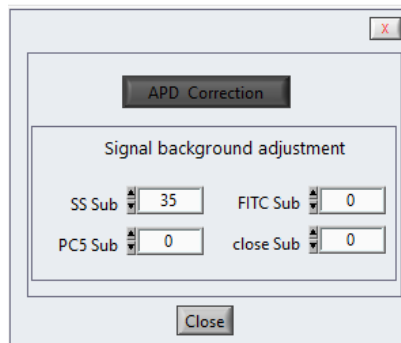 X
APD Correction
Signal background adjustment
SS Sub 35 FITC Sub 0
PC5 Sub 0 close Sub 0
Close